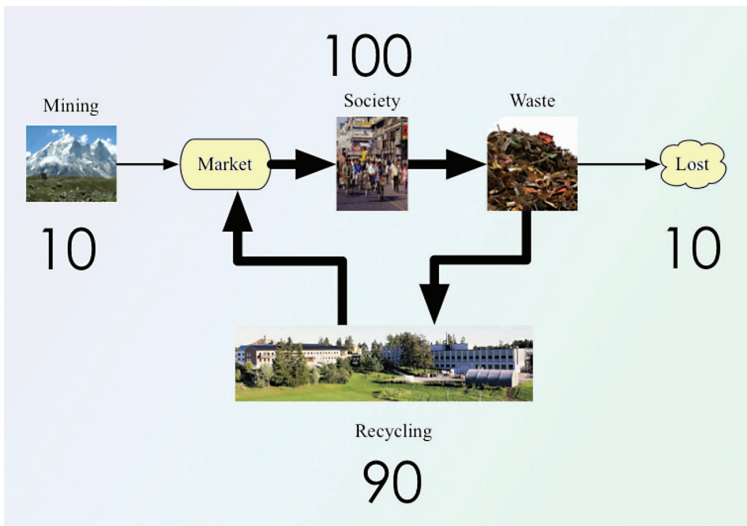 100
Mining
Society
Waste
Market
Lost
10
10
Recycling
90